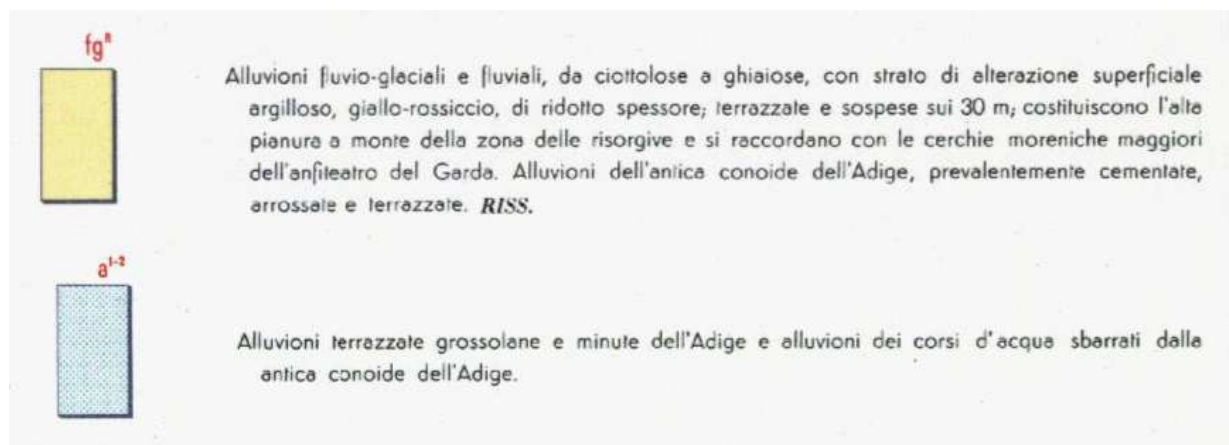 fgᴿ
Alluvioni fluvio-glaciali e fluviali, da ciottolose a ghiaiose, con strato di alterazione superficiale
argilloso, giallo-rossiccio, di ridotto spessore; terrazzate e sospese sui 30 m; costituiscono l'alta
pianura a monte della zona delle risorgive e si raccordano con le cerchie moreniche maggiori
dell'anfiteatro del Garda. Alluvioni dell'antica conoide dell'Adige, prevalentemente cementate,
arrossate e terrazzate. RISS.
a¹⁻²
Alluvioni terrazzate grossolane e minute dell'Adige e alluvioni dei corsi d'acqua sbarrati dalla
antica conoide dell'Adige.